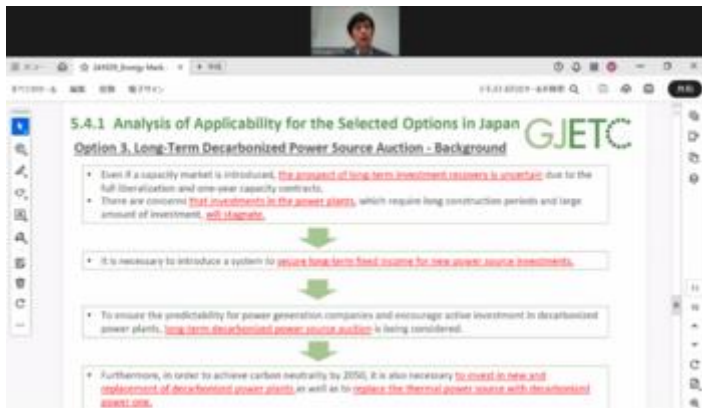 5.4.1 Analysis of Applicability for the Selected Options in Japan
GJETC
Option 3. Long-Term Decarbonized Power Source Auction - Background
• Even if a capacity market is introduced, the prospect of long-term investment recovery is uncertain due to the
full liberalization and one-year capacity contracts.
• There are concerns that investments in the power plants, which require long construction periods and large
amount of investment, will stagnate.
• It is necessary to introduce a system to secure long-term fixed income for new power source investments.
• To ensure the predictability for power generation companies and encourage active investment in decarbonized
power plants, long-term decarbonized power source auction is being considered.
• Furthermore, in order to achieve carbon neutrality by 2050, it is also necessary to invest in new and
replacement of decarbonized power plants as well as to replace the thermal power source with decarbonized
power one.